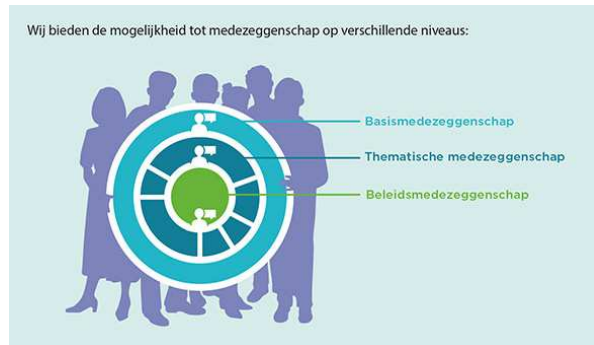 Wij bieden de mogelijkheid tot medezeggenschap op verschillende niveaus:
Basismedezeggenschap
Thematische medezeggenschap
Beleidsmedezeggenschap